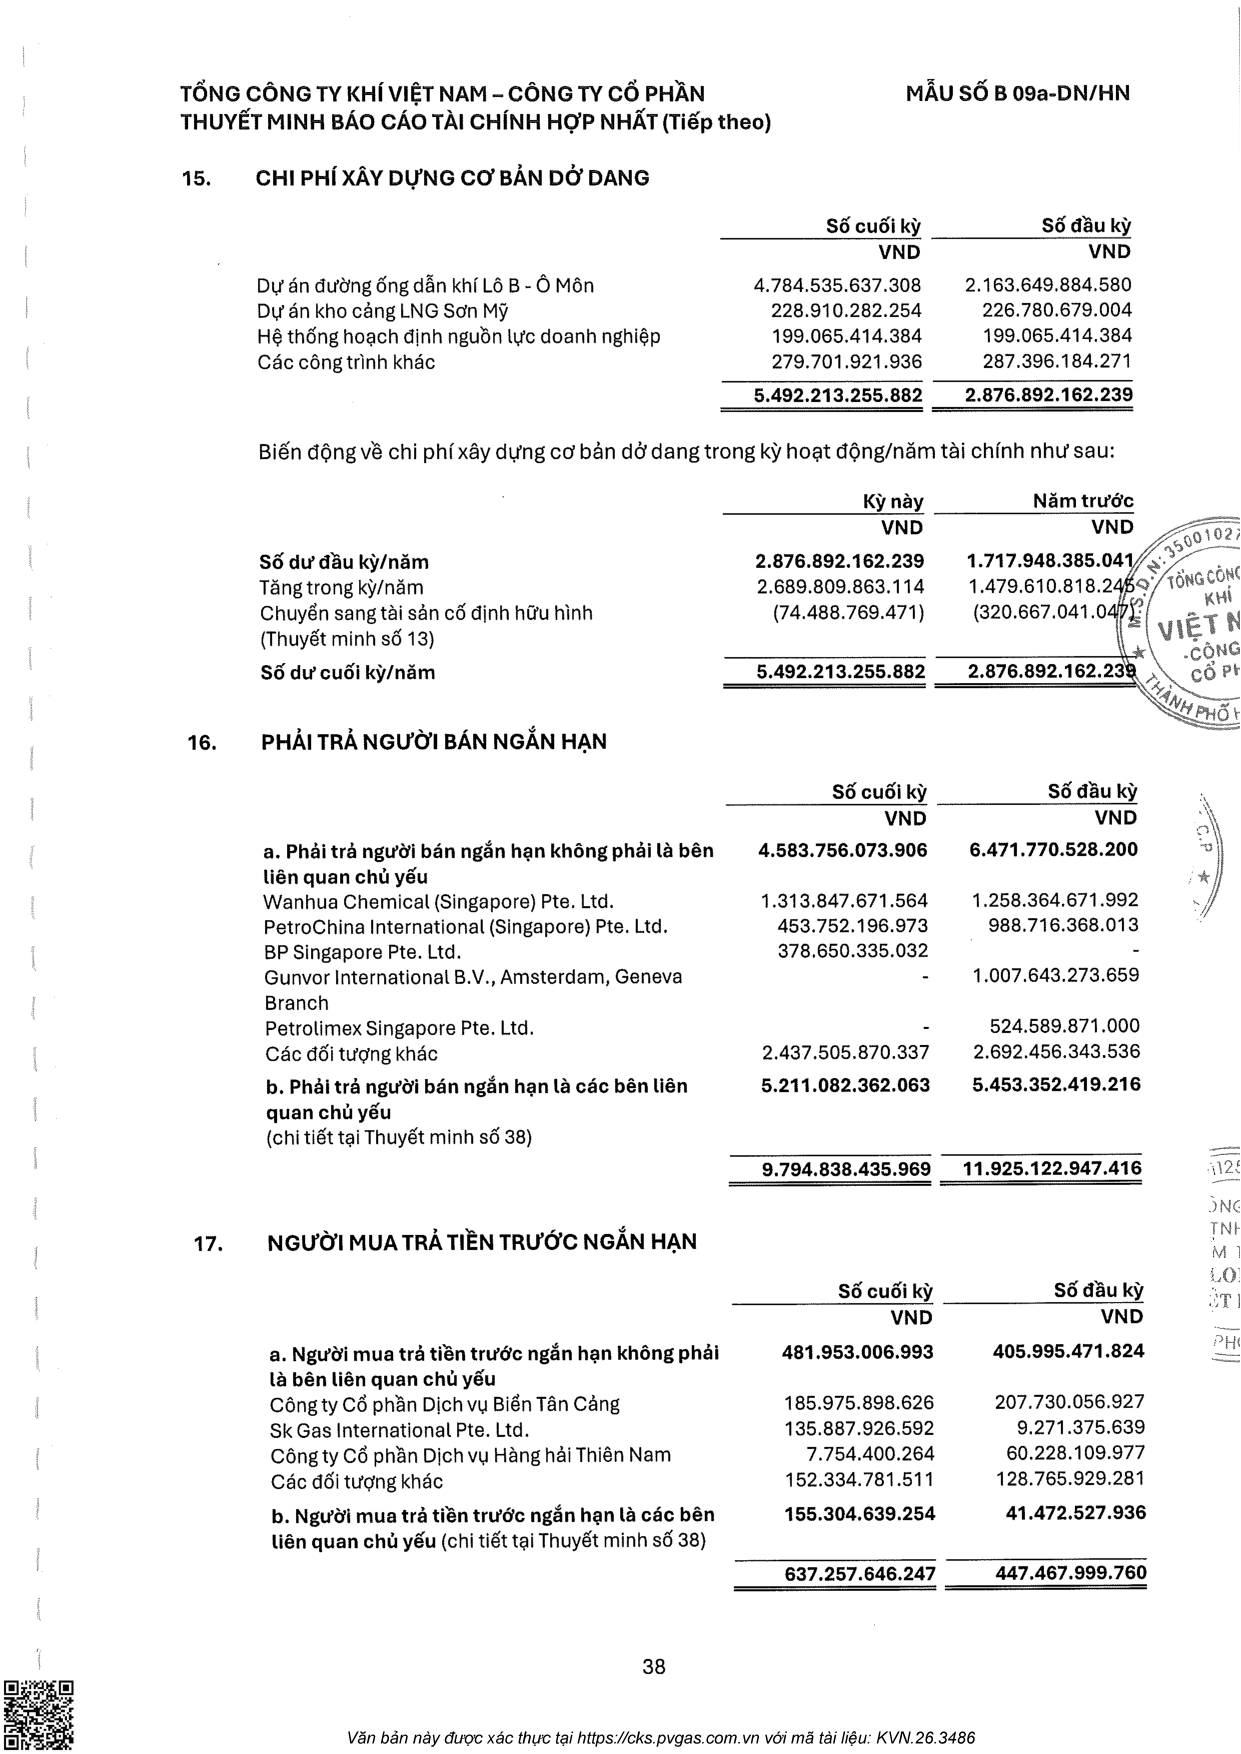 TỔNG CÔNG TY KHÍ VIỆT NAM – CÔNG TY CỔ PHẦN MẪU SỐ B 09a-DN/HN
THUYẾT MINH BÁO CÁO TÀI CHÍNH HỢP NHẤT (Tiếp theo)
15. CHI PHÍ XÂY DỰNG CƠ BẢN DỞ DANG
Số cuối kỳ Số đầu kỳ
VND VND
Dự án đường ống dẫn khí Lô B - Ô Môn 4.784.535.637.308 2.163.649.884.580
Dự án kho cảng LNG Sơn Mỹ 228.910.282.254 226.780.679.004
Hệ thống hoạch định nguồn lực doanh nghiệp 199.065.414.384 199.065.414.384
Các công trình khác 279.701.921.936 287.396.184.271
5.492.213.255.882 2.876.892.162.239
Biến động về chi phí xây dựng cơ bản dở dang trong kỳ hoạt động/năm tài chính như sau:
Kỳ này Năm trước
VND VND
Số dư đầu kỳ/năm 2.876.892.162.239 1.717.948.385.041
Tăng trong kỳ/năm 2.689.809.863.114 1.479.610.818.245
Chuyển sang tài sản cố định hữu hình (74.488.769.471) (320.667.041.047)
(Thuyết minh số 13)
Số dư cuối kỳ/năm 5.492.213.255.882 2.876.892.162.239
M.S.D.N: 3500102
TỔNG CÔNG
KHÍ
VIỆT N
CÔNG
CỔ PH
THÀNH PHỐ H
16. PHẢI TRẢ NGƯỜI BÁN NGẮN HẠN
Số cuối kỳ Số đầu kỳ
VND VND
a. Phải trả người bán ngắn hạn không phải là bên 4.583.756.073.906 6.471.770.528.200
liên quan chủ yếu
Wanhua Chemical (Singapore) Pte. Ltd. 1.313.847.671.564 1.258.364.671.992
PetroChina International (Singapore) Pte. Ltd. 453.752.196.973 988.716.368.013
BP Singapore Pte. Ltd. 378.650.335.032 -
Gunvor International B.V., Amsterdam, Geneva - 1.007.643.273.659
Branch
Petrolimex Singapore Pte. Ltd. - 524.589.871.000
Các đối tượng khác 2.437.505.870.337 2.692.456.343.536
b. Phải trả người bán ngắn hạn là các bên liên 5.211.082.362.063 5.453.352.419.216
quan chủ yếu
(chi tiết tại Thuyết minh số 38)
9.794.838.435.969 11.925.122.947.416
C.P
17. NGƯỜI MUA TRẢ TIỀN TRƯỚC NGẮN HẠN
Số cuối kỳ Số đầu kỳ
VND VND
a. Người mua trả tiền trước ngắn hạn không phải 481.953.006.993 405.995.471.824
là bên liên quan chủ yếu
Công ty Cổ phần Dịch vụ Biển Tân Cảng 185.975.898.626 207.730.056.927
Sk Gas International Pte. Ltd. 135.887.926.592 9.271.375.639
Công ty Cổ phần Dịch vụ Hàng hải Thiên Nam 7.754.400.264 60.228.109.977
Các đối tượng khác 152.334.781.511 128.765.929.281
b. Người mua trả tiền trước ngắn hạn là các bên 155.304.639.254 41.472.527.936
liên quan chủ yếu (chi tiết tại Thuyết minh số 38)
637.257.646.247 447.467.999.760
38
Văn bản này được xác thực tại https://cks.pvgas.com.vn với mã tài liệu: KVN.26.3486